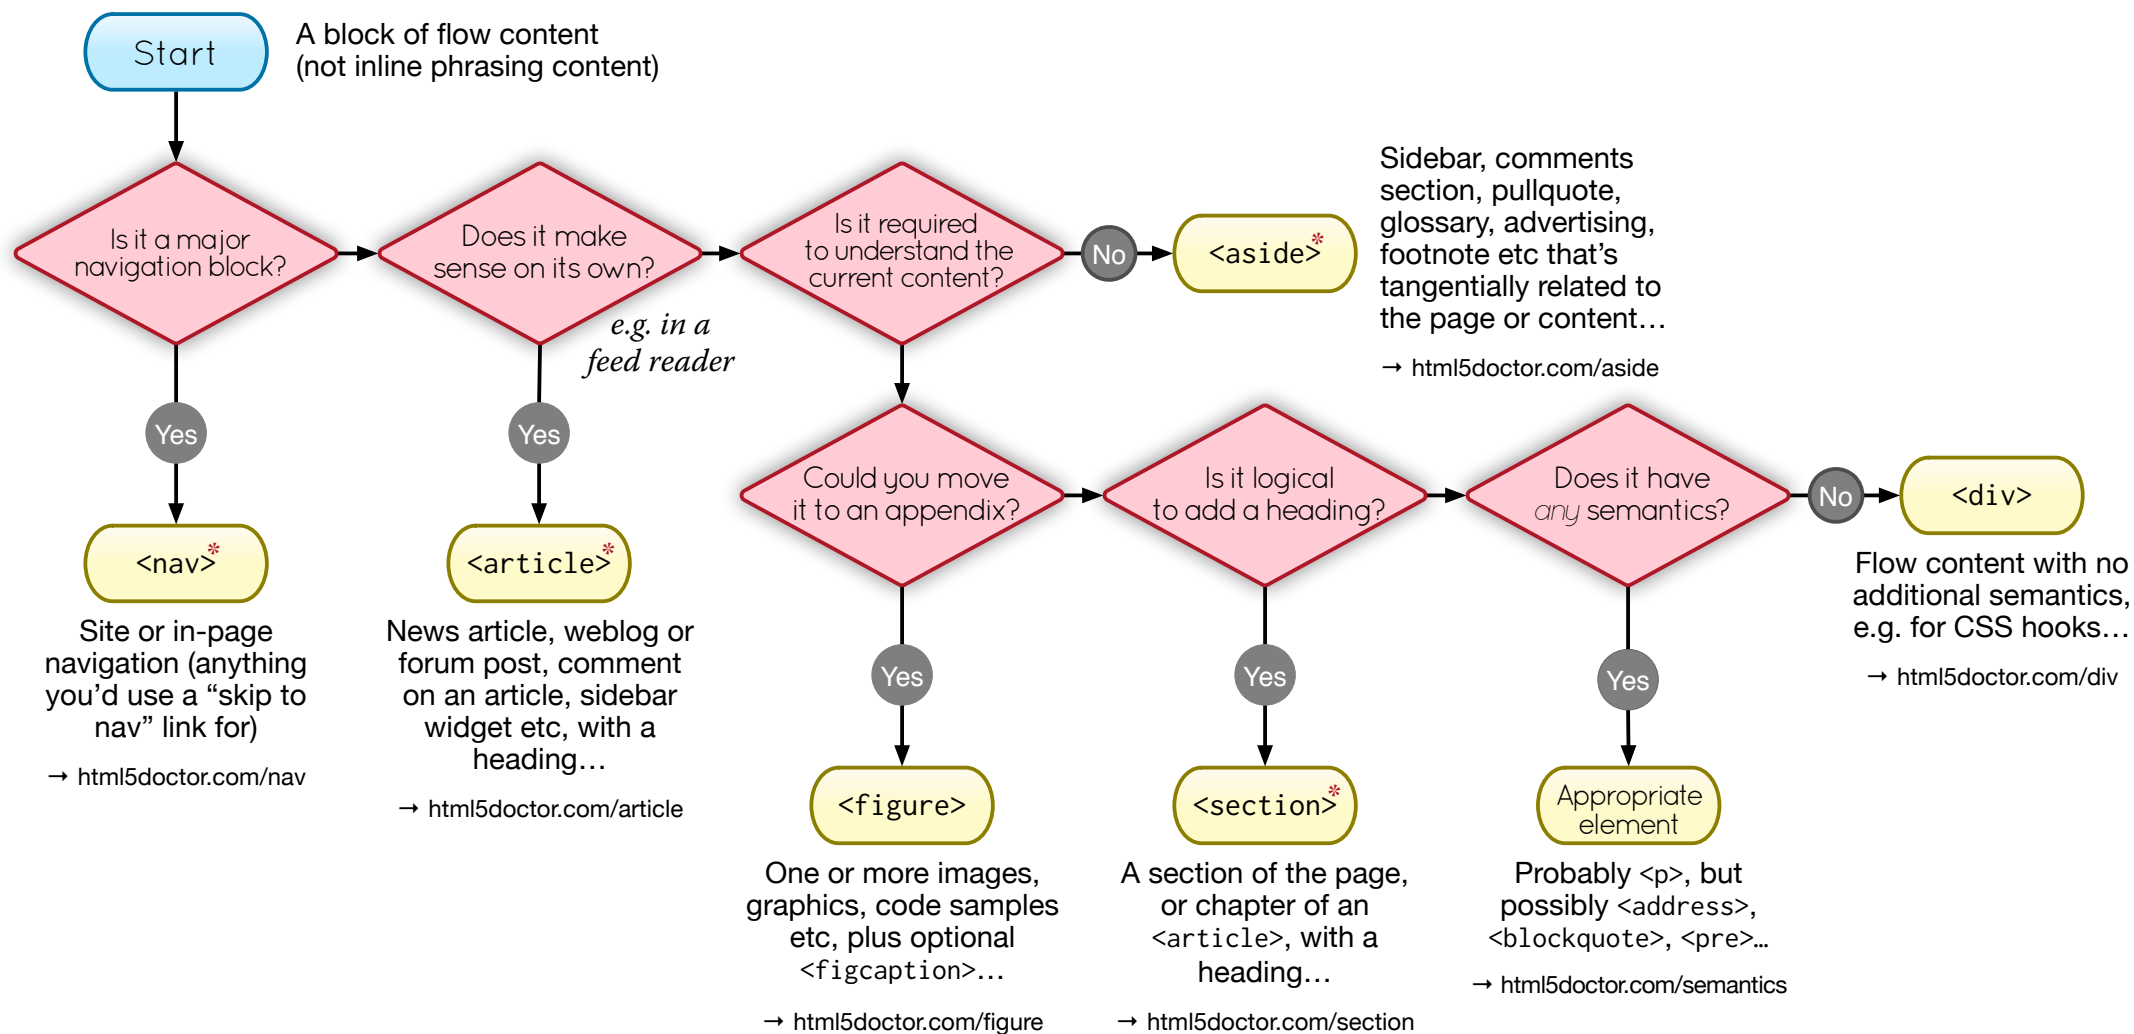 Start
A block of flow content
(not inline phrasing content)
Is it a major
navigation block?
Does it make
sense on its own?
e.g. in a
feed reader
Is it required
to understand the
current content?
No
<aside>*
Sidebar, comments
section, pullquote,
glossary, advertising,
footnote etc that’s
tangentially related to
the page or content…
→ html5doctor.com/aside
Yes
<nav>*
Site or in-page
navigation (anything
you’d use a “skip to
nav” link for)
→ html5doctor.com/nav
Yes
<article>*
News article, weblog or
forum post, comment
on an article, sidebar
widget etc, with a
heading…
→ html5doctor.com/article
Could you move
it to an appendix?
Is it logical
to add a heading?
Does it have
any semantics?
No
<div>
Flow content with no
additional semantics,
e.g. for CSS hooks…
→ html5doctor.com/div
Yes
<figure>
One or more images,
graphics, code samples
etc, plus optional
<figcaption>…
→ html5doctor.com/figure
Yes
<section>*
A section of the page,
or chapter of an
<article>, with a
heading…
→ html5doctor.com/section
Yes
Appropriate
element
Probably <p>, but
possibly <address>,
<blockquote>, <pre>…
→ html5doctor.com/semantics